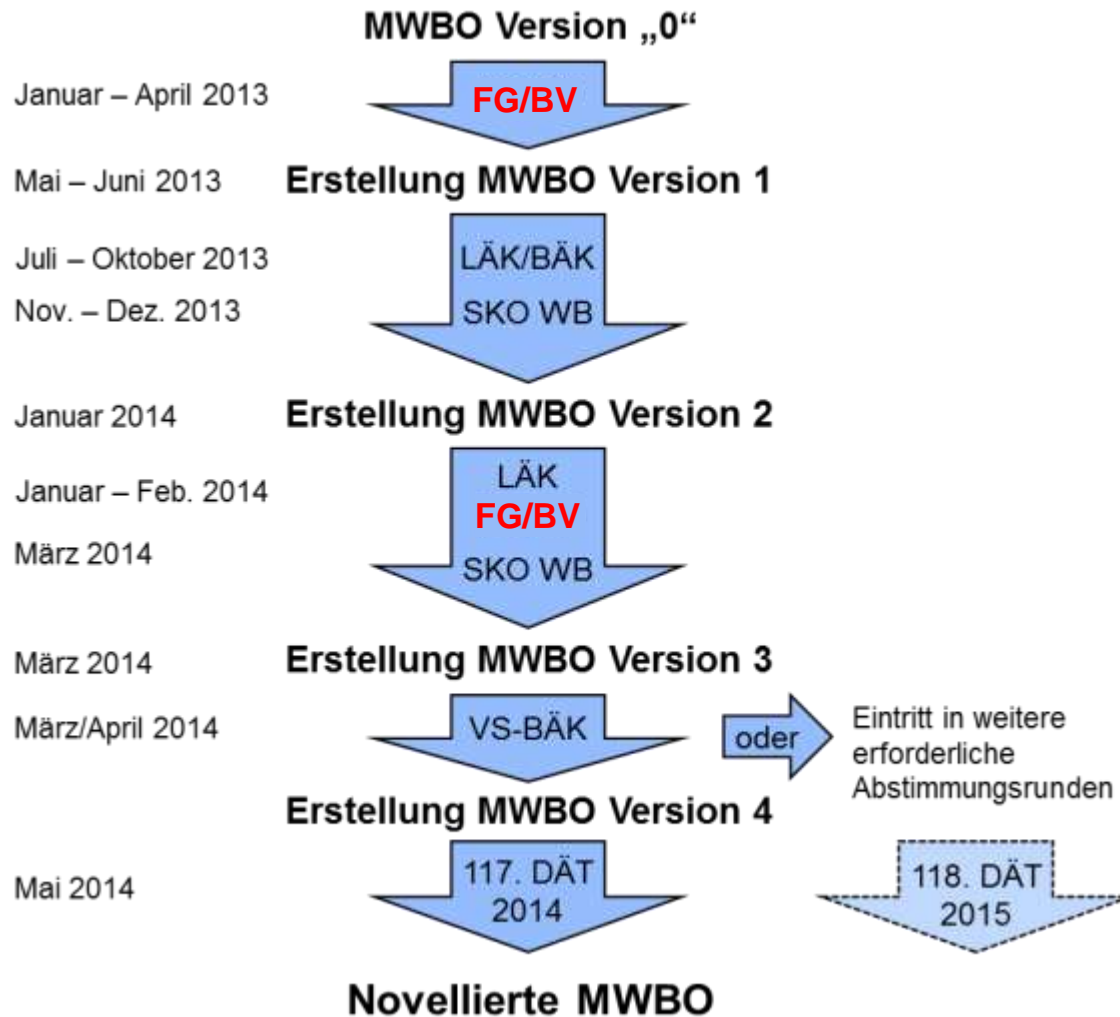 MWBO Version „0“
Januar – April 2013
FG/BV
Mai – Juni 2013
Erstellung MWBO Version 1
Juli – Oktober 2013
LÄK/BÄK
Nov. – Dez. 2013
SKO WB
Januar 2014
Erstellung MWBO Version 2
LÄK
Januar – Feb. 2014
FG/BV
März 2014
SKO WB
März 2014
Erstellung MWBO Version 3
März/April 2014
VS-BÄK
oder
Eintritt in weitere
erforderliche
Abstimmungsrunden
Erstellung MWBO Version 4
Mai 2014
117. DÄT
2014
118. DÄT
2015
Novellierte MWBO